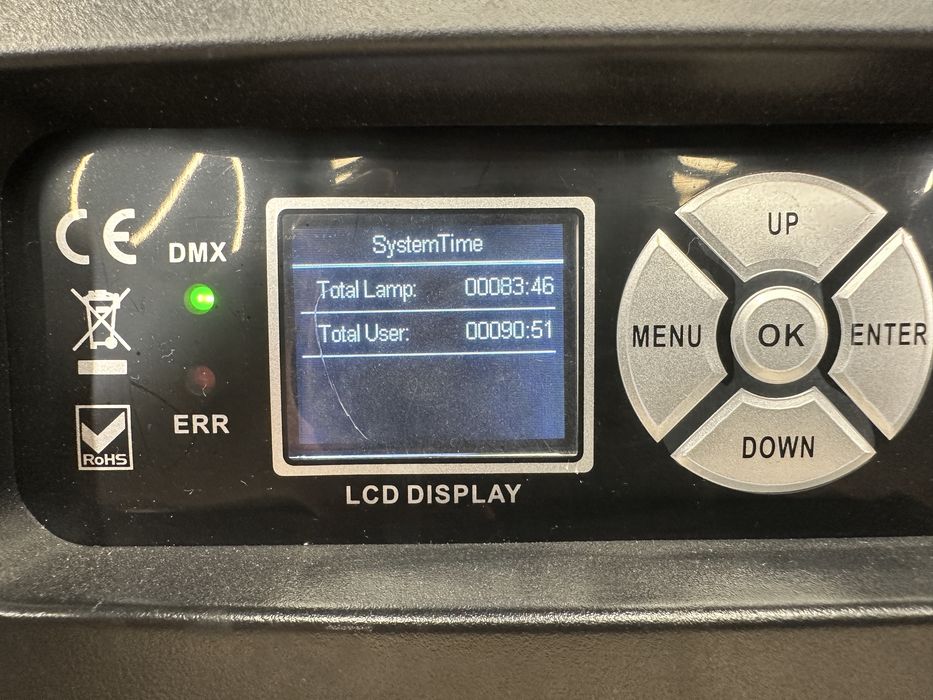 CE
DMX
ERR
RoHS
SystemTime
Total Lamp: 00083:46
Total User: 00090:51
LCD DISPLAY
UP
MENU
OK
ENTER
DOWN